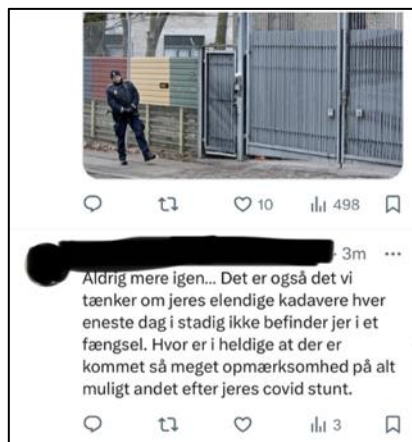 10 498
3m ...
Aldrig mere igen... Det er også det vi
tænker om jeres elendige kadavere hver
eneste dag i stadig ikke befinder jer i et
fængsel. Hvor er i heldige at der er
kommet så meget opmærksomhed på alt
muligt andet efter jeres covid stunt.
3